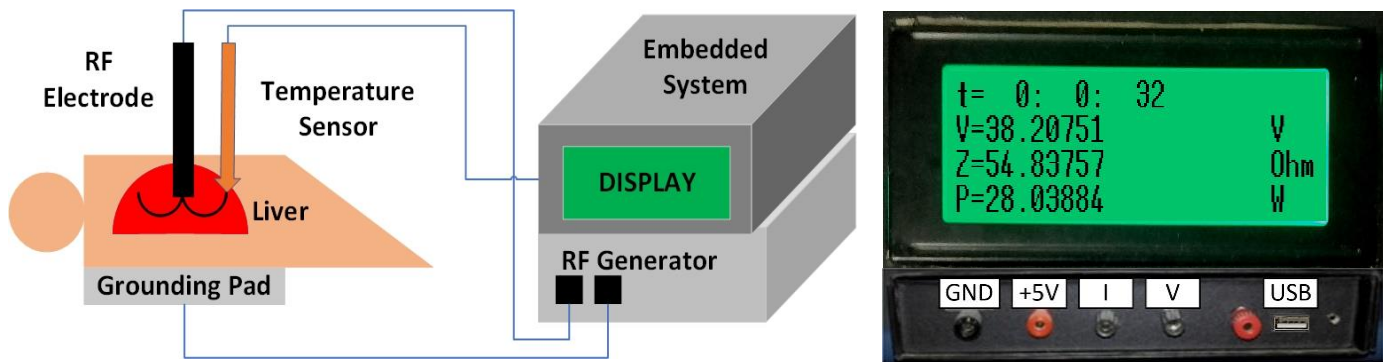 RF
Electrode
Temperature
Sensor
Liver
Grounding Pad
Embedded
System
DISPLAY
RF Generator
t= 0: 0: 32
V=38.20751 V
Z=54.83757 Ohm
P=28.03884 W
GND +5V I V USB